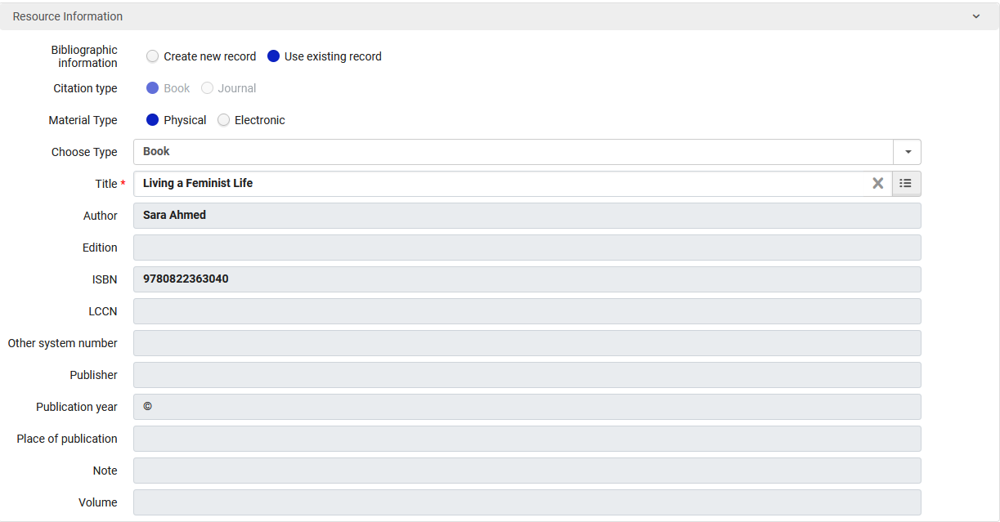 Resource Information
Bibliographic information Create new record Use existing record
Citation type Book Journal
Material Type Physical Electronic
Choose Type Book
Title * Living a Feminist Life
Author Sara Ahmed
Edition
ISBN 9780822363040
LCCN
Other system number
Publisher
Publication year ©
Place of publication
Note
Volume